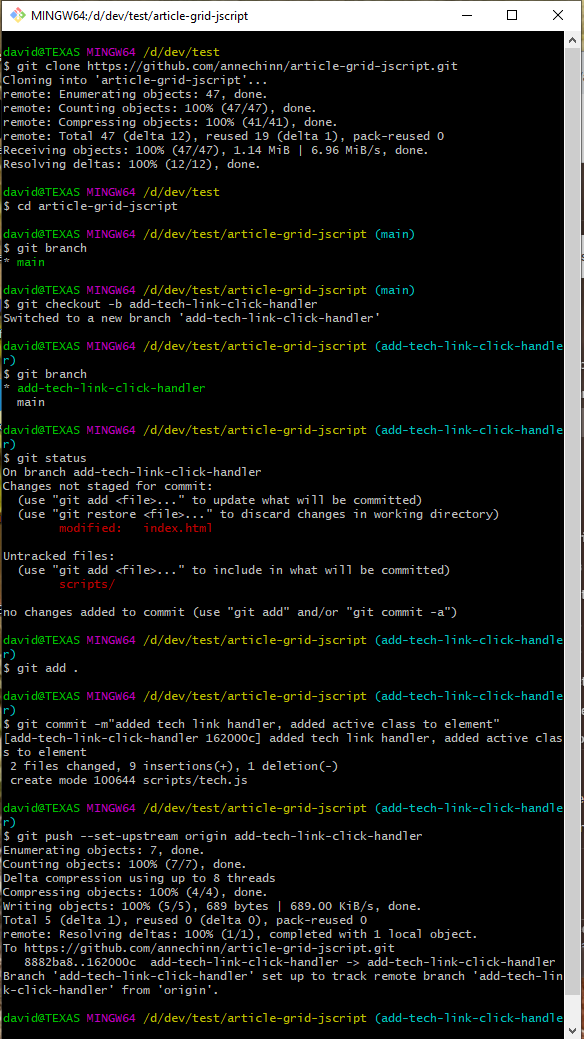 MINGW64:/d/dev/test/article-grid-jscript
david@TEXAS MINGW64 /d/dev/test
$ git clone https://github.com/annechinn/article-grid-jscript.git
Cloning into 'article-grid-jscript'...
remote: Enumerating objects: 47, done.
remote: Counting objects: 100% (47/47), done.
remote: Compressing objects: 100% (41/41), done.
remote: Total 47 (delta 12), reused 19 (delta 1), pack-reused 0
Receiving objects: 100% (47/47), 1.14 MiB | 6.96 MiB/s, done.
Resolving deltas: 100% (12/12), done.
david@TEXAS MINGW64 /d/dev/test
$ cd article-grid-jscript
david@TEXAS MINGW64 /d/dev/test/article-grid-jscript (main)
$ git branch
* main
david@TEXAS MINGW64 /d/dev/test/article-grid-jscript (main)
$ git checkout -b add-tech-link-click-handler
Switched to a new branch 'add-tech-link-click-handler'
david@TEXAS MINGW64 /d/dev/test/article-grid-jscript (add-tech-link-click-handle
r)
$ git branch
* add-tech-link-click-handler
main
david@TEXAS MINGW64 /d/dev/test/article-grid-jscript (add-tech-link-click-handle
r)
$ git status
On branch add-tech-link-click-handler
Changes not staged for commit:
(use "git add <file>..." to update what will be committed)
(use "git restore <file>..." to discard changes in working directory)
modified:   index.html
Untracked files:
(use "git add <file>..." to include in what will be committed)
scripts/
no changes added to commit (use "git add" and/or "git commit -a")
david@TEXAS MINGW64 /d/dev/test/article-grid-jscript (add-tech-link-click-handle
r)
$ git add .
david@TEXAS MINGW64 /d/dev/test/article-grid-jscript (add-tech-link-click-handle
r)
$ git commit -m"added tech link handler, added active class to element"
[add-tech-link-click-handler 162000c] added tech link handler, added active clas
s to element
2 files changed, 9 insertions(+), 1 deletion(-)
create mode 100644 scripts/tech.js
david@TEXAS MINGW64 /d/dev/test/article-grid-jscript (add-tech-link-click-handle
r)
$ git push --set-upstream origin add-tech-link-click-handler
Enumerating objects: 7, done.
Counting objects: 100% (7/7), done.
Delta compression using up to 8 threads
Compressing objects: 100% (4/4), done.
Writing objects: 100% (5/5), 689 bytes | 689.00 KiB/s, done.
Total 5 (delta 1), reused 0 (delta 0), pack-reused 0
remote: Resolving deltas: 100% (1/1), completed with 1 local object.
To https://github.com/annechinn/article-grid-jscript.git
8882ba8..162000c  add-tech-link-click-handler -> add-tech-link-click-handler
Branch 'add-tech-link-click-handler' set up to track remote branch 'add-tech-lin
k-click-handler' from 'origin'.
david@TEXAS MINGW64 /d/dev/test/article-grid-jscript (add-tech-link-click-handle